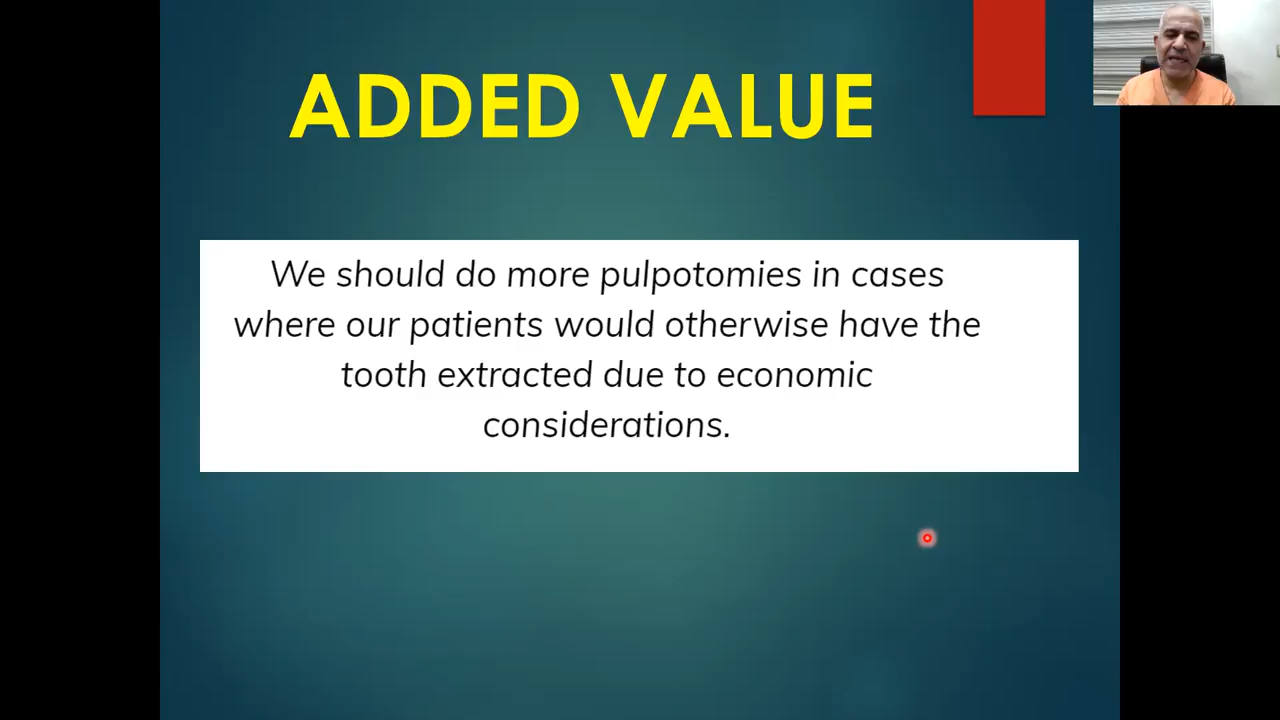 ADDED VALUE
We should do more pulpotomies in cases
where our patients would otherwise have the
tooth extracted due to economic
considerations.